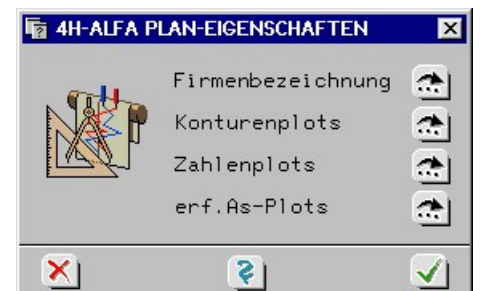 4H-ALFA PLAN-EIGENSCHAFTEN
Firmenbezeichnung
Konturenplots
Zahlenplots
erf.As-Plots